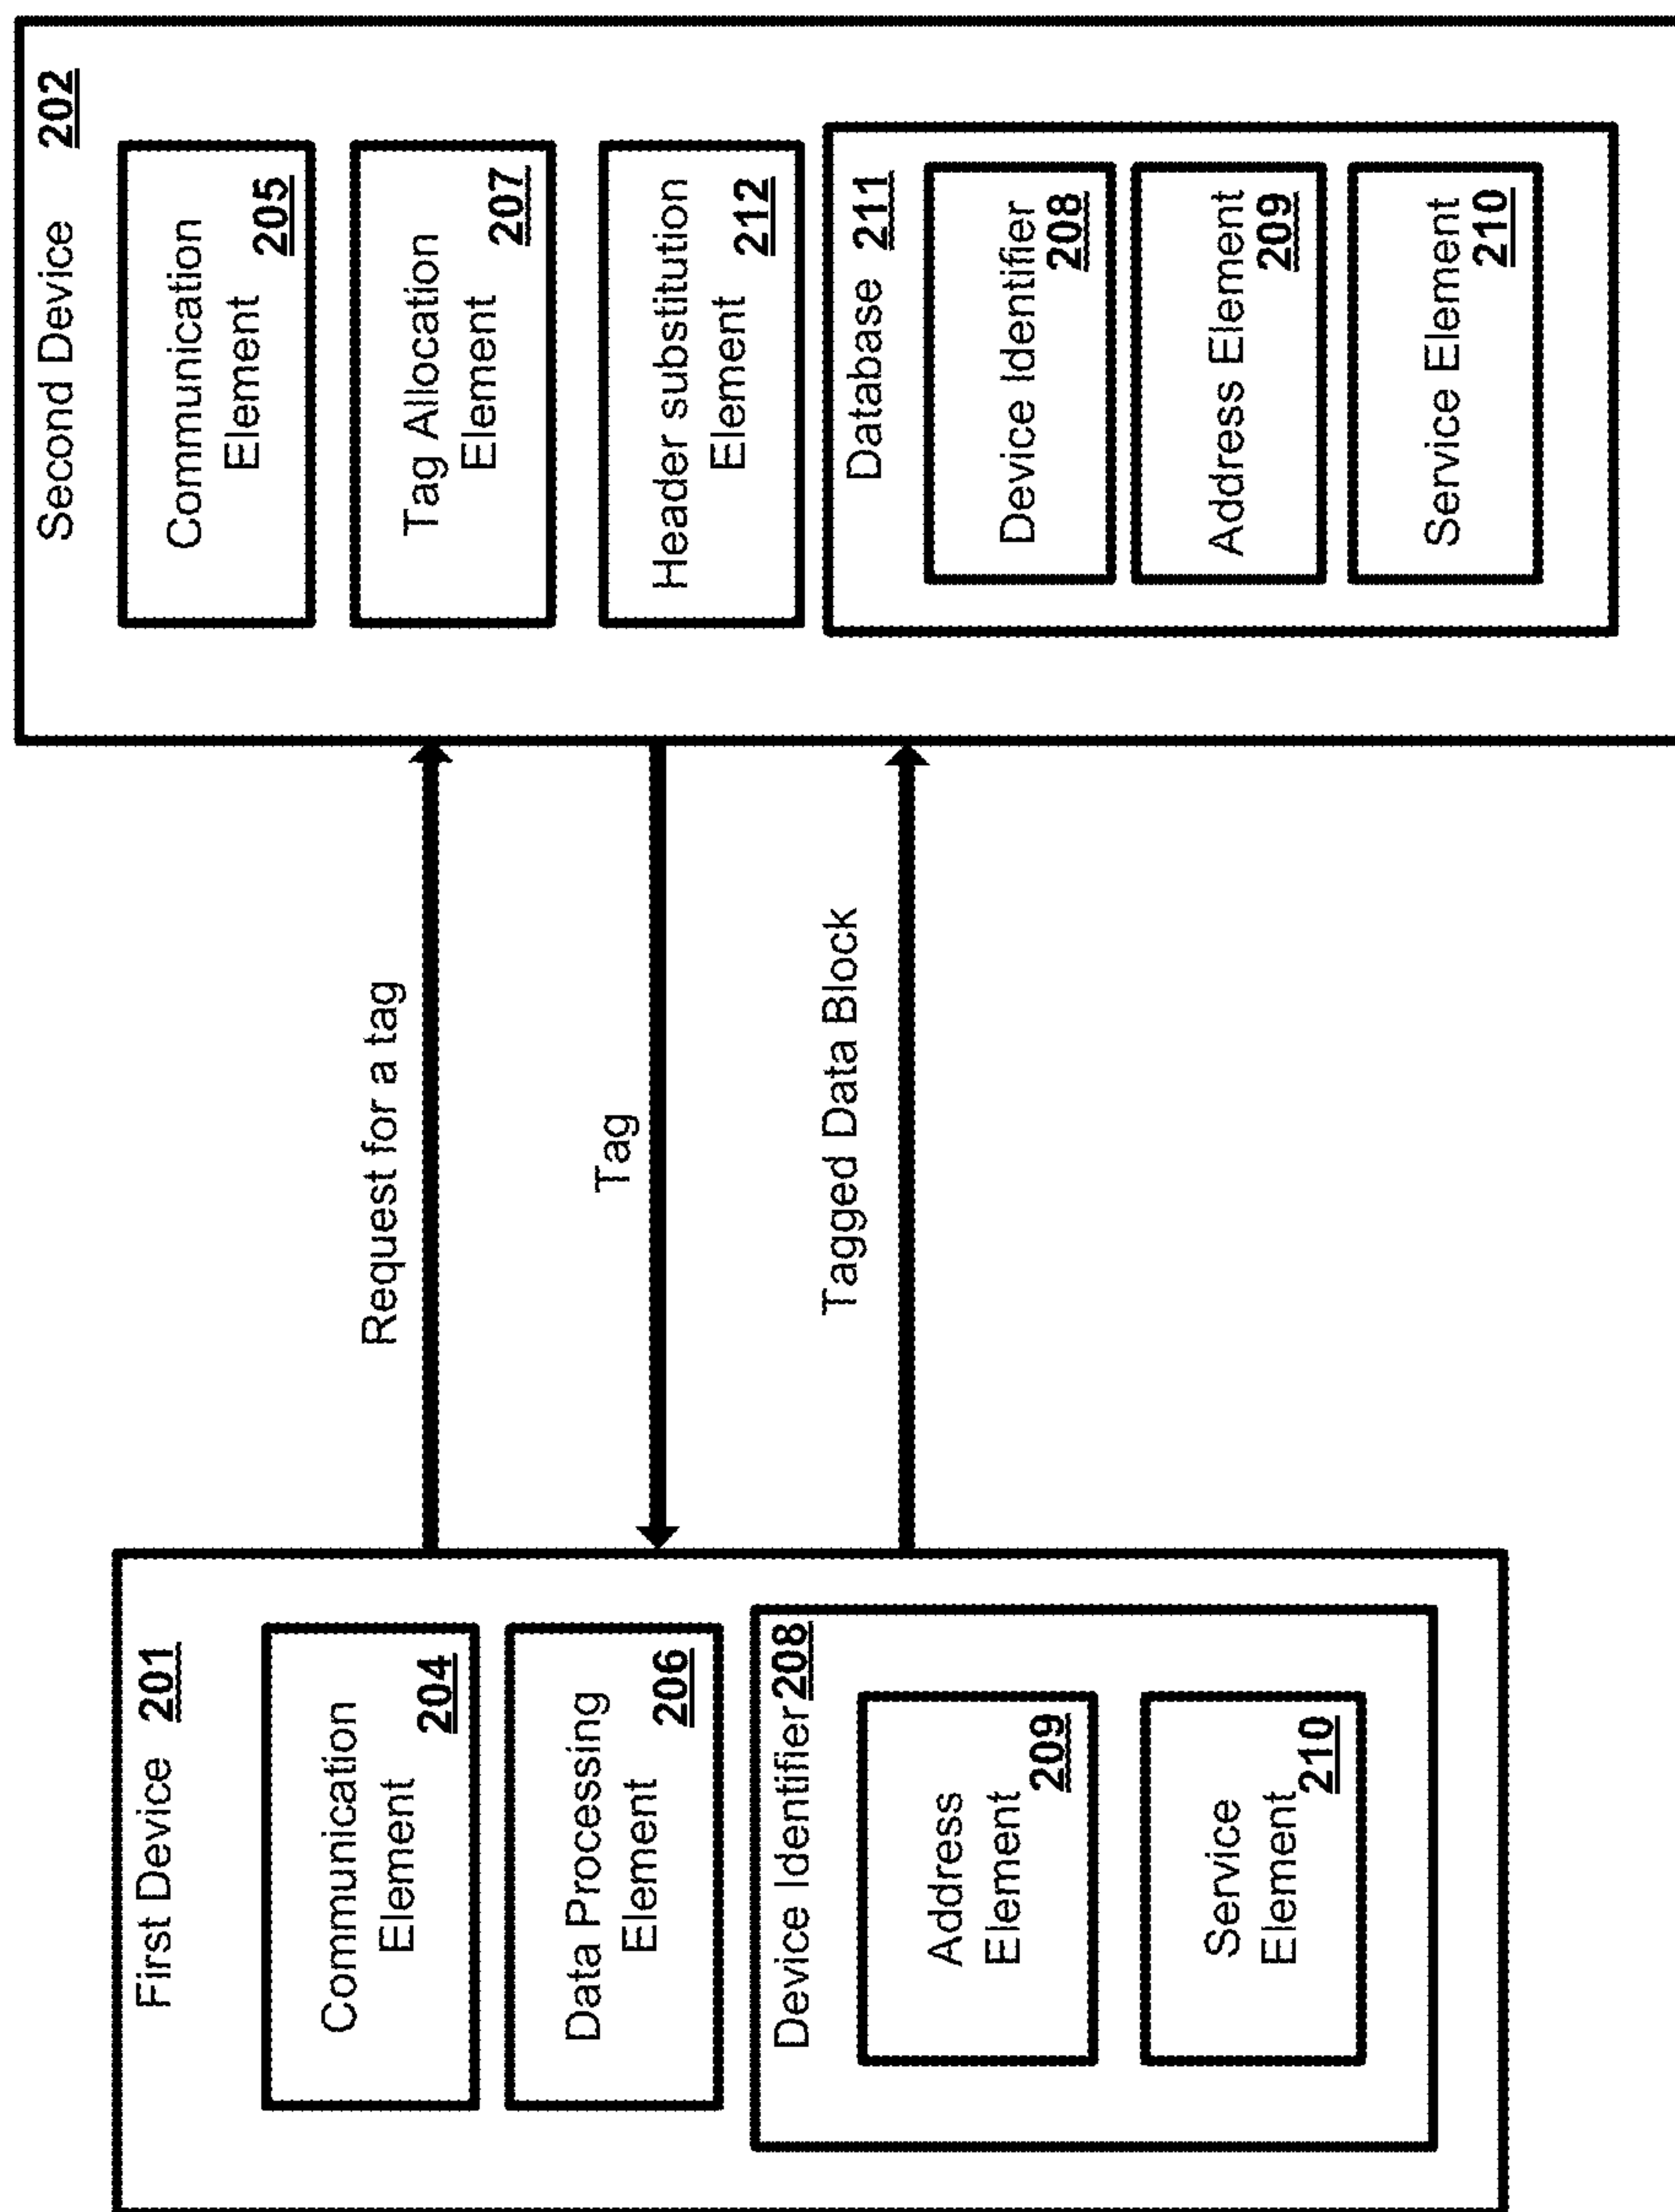 First Device 201
Communication
Element
204
Data Processing
Element
206
Device Identifier 208
Address
Element
209
Service
Element
210
Request for a tag
Tag
Tagged Data Block
Second Device 202
Communication
Element
205
Tag Allocation
Element
207
Header substitution
Element
212
Database 211
Device Identifier
208
Address Element
209
Service Element
210